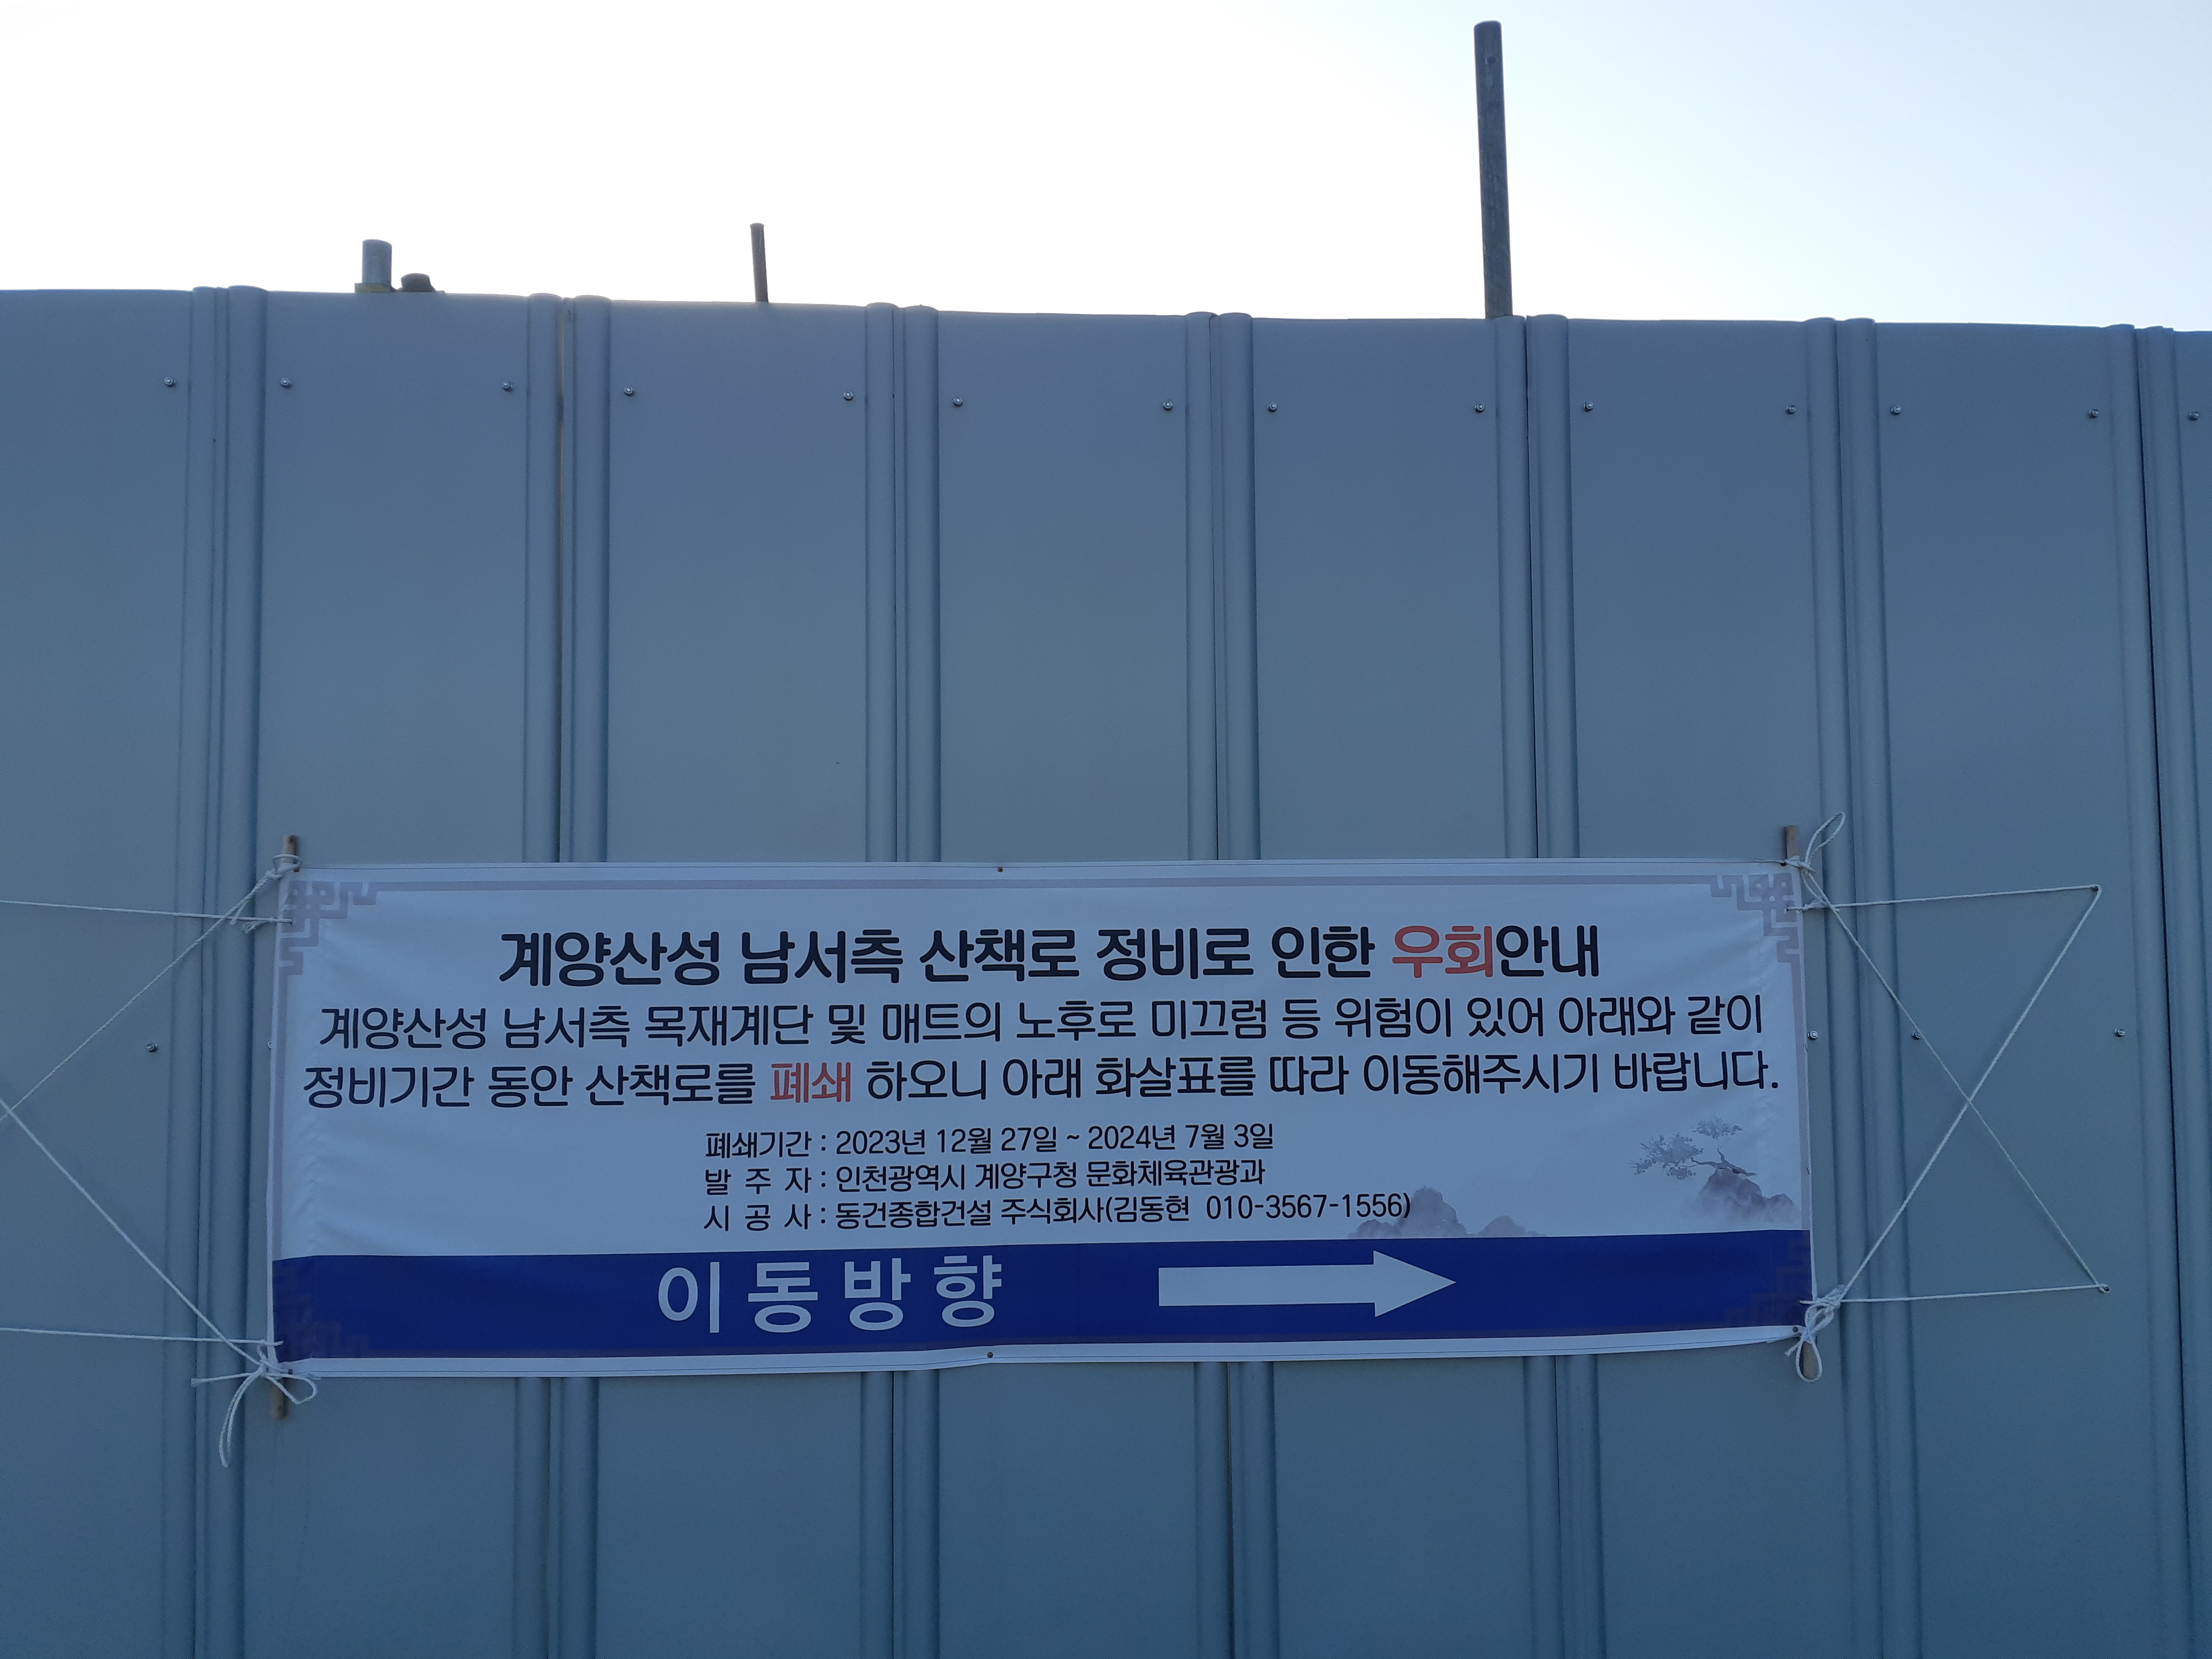 계양산성 남서측 산책로 정비로 인한 우회안내
계양산성 남서측 목재계단 및 매트의 노후로 미끄럼 등 위험이 있어 아래와 같이
정비기간 동안 산책로를 폐쇄 하오니 아래 화살표를 따라 이동해주시기 바랍니다.
폐쇄기간 : 2023년 12월 27일 ~ 2024년 7월 3일
발 주 자 : 인천광역시 계양구청 문화체육관광과
시 공 사 : 동건종합건설 주식회사(김동현 010-3567-1556)
이동방향